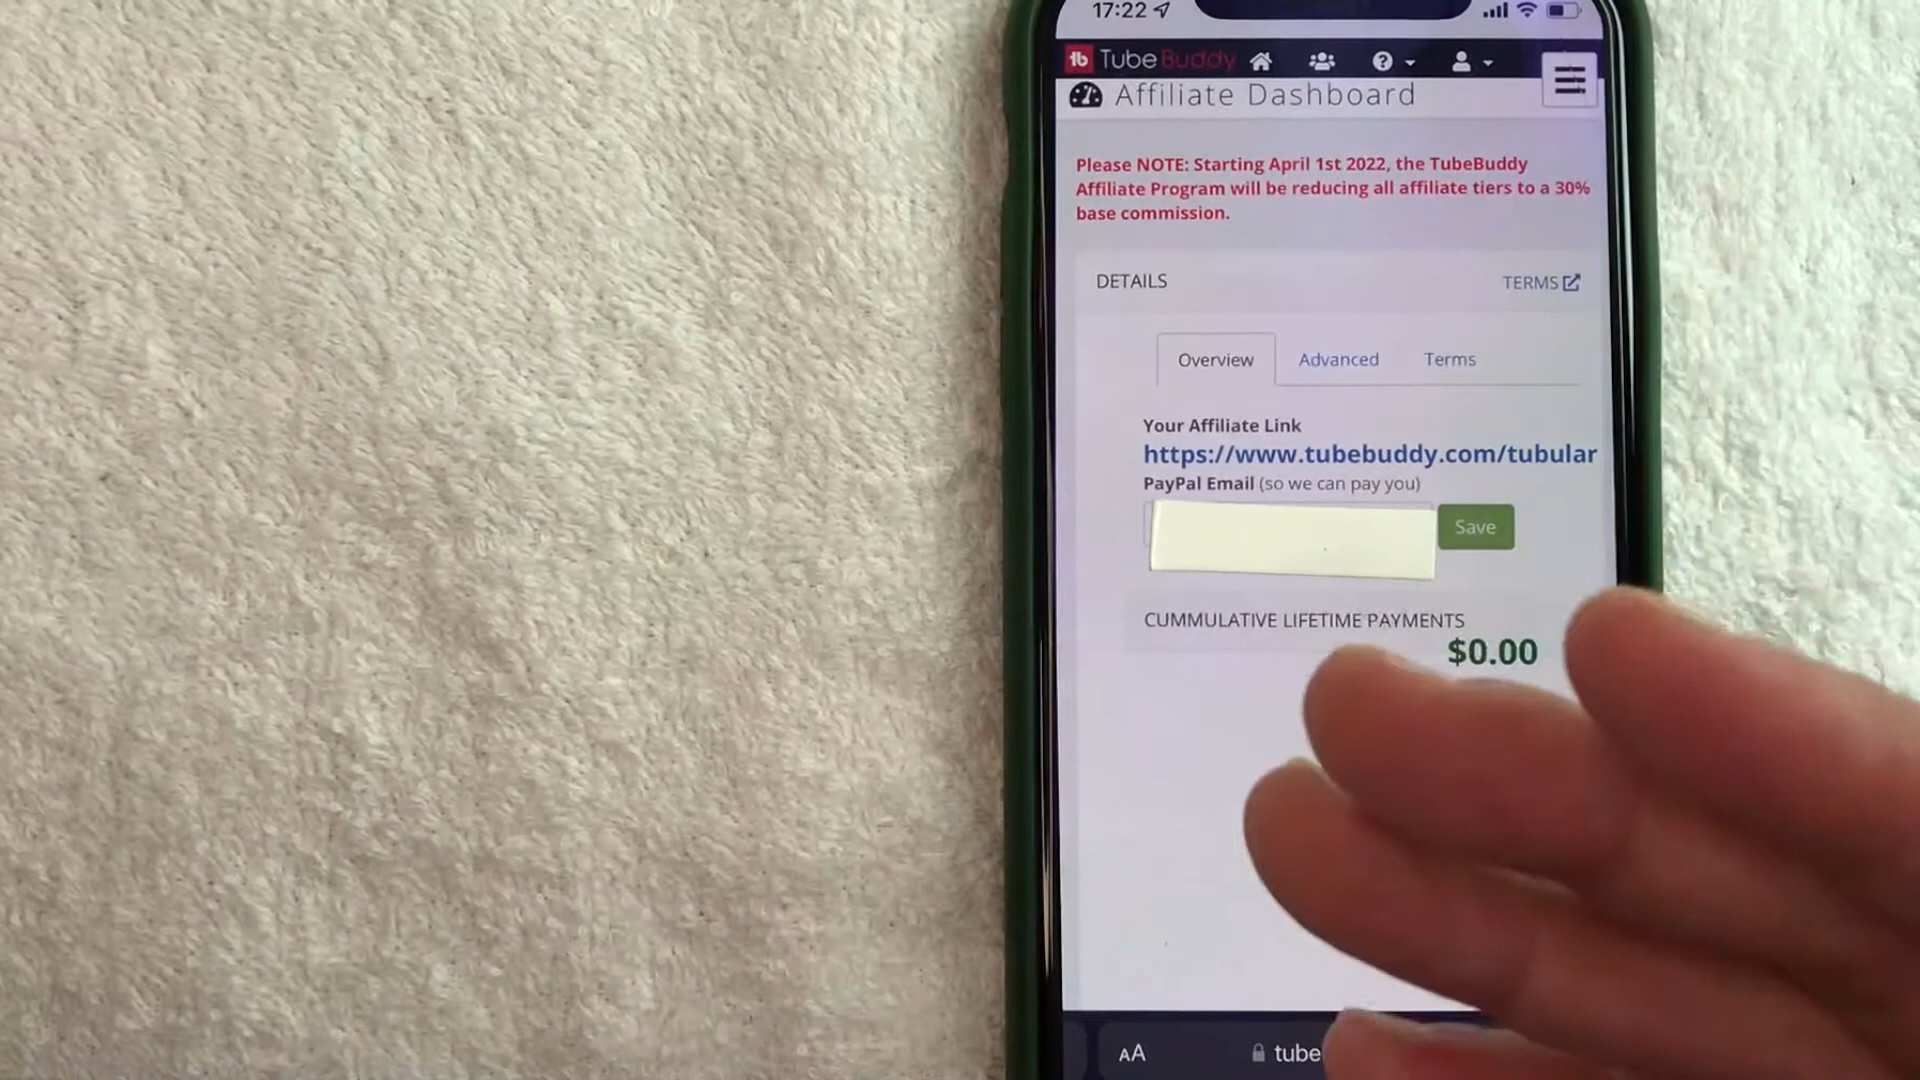 17:22
TubeBuddy
Affiliate Dashboard
Please NOTE: Starting April 1st 2022, the TubeBuddy
Affiliate Program will be reducing all affiliate tiers to a 30%
base commission.
DETAILS
TERMS
Overview Advanced Terms
Your Affiliate Link
https://www.tubebuddy.com/tubular
PayPal Email (so we can pay you)
Save
CUMMULATIVE LIFETIME PAYMENTS
$0.00
AA
tube